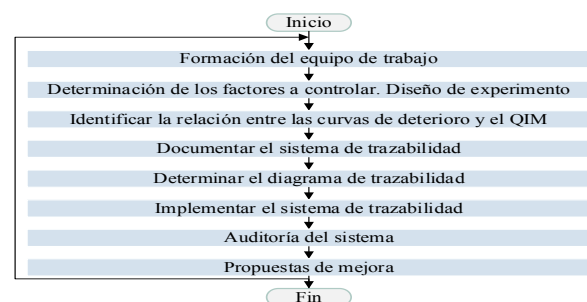 Inicio
Formación del equipo de trabajo
Determinación de los factores a controlar. Diseño de experimento
Identificar la relación entre las curvas de deterioro y el QIM
Documentar el sistema de trazabilidad
Determinar el diagrama de trazabilidad
Implementar el sistema de trazabilidad
Auditoría del sistema
Propuestas de mejora
Fin